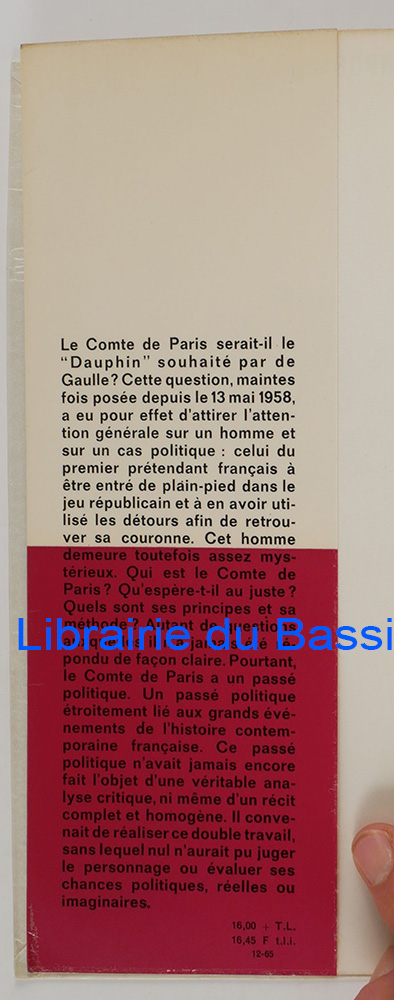 Le Comte de Paris serait-il le
"Dauphin" souhaité par de
Gaulle? Cette question, maintes
fois posée depuis le 13 mai 1958,
a eu pour effet d'attirer l'atten-
tion générale sur un homme et
sur un cas politique : celui du
premier prétendant français à
être entré de plain-pied dans le
jeu républicain et à en avoir uti-
lisé les détours afin de retrou-
ver sa couronne. Cet homme
demeure toutefois assez mys-
térieux. Qui est le Comte de
Paris? Qu'espère-t-il au juste?
Quels sont ses principes et sa
méthode? Autant de questions
jamais été ré-
pondu de façon claire. Pourtant,
le Comte de Paris a un passé
politique. Un passé politique
étroitement lié aux grands évé-
nements de l'histoire contem-
poraine française. Ce passé
politique n'avait jamais encore
fait l'objet d'une véritable ana-
lyse critique, ni même d'un récit
complet et homogène. Il conve-
nait de réaliser ce double travail,
sans lequel nul n'aurait pu juger
le personnage ou évaluer ses
chances politiques, réelles ou
imaginaires.
16,00 + T.L.
16,45 F t.l.i.
12-65
Librairie du Bassi